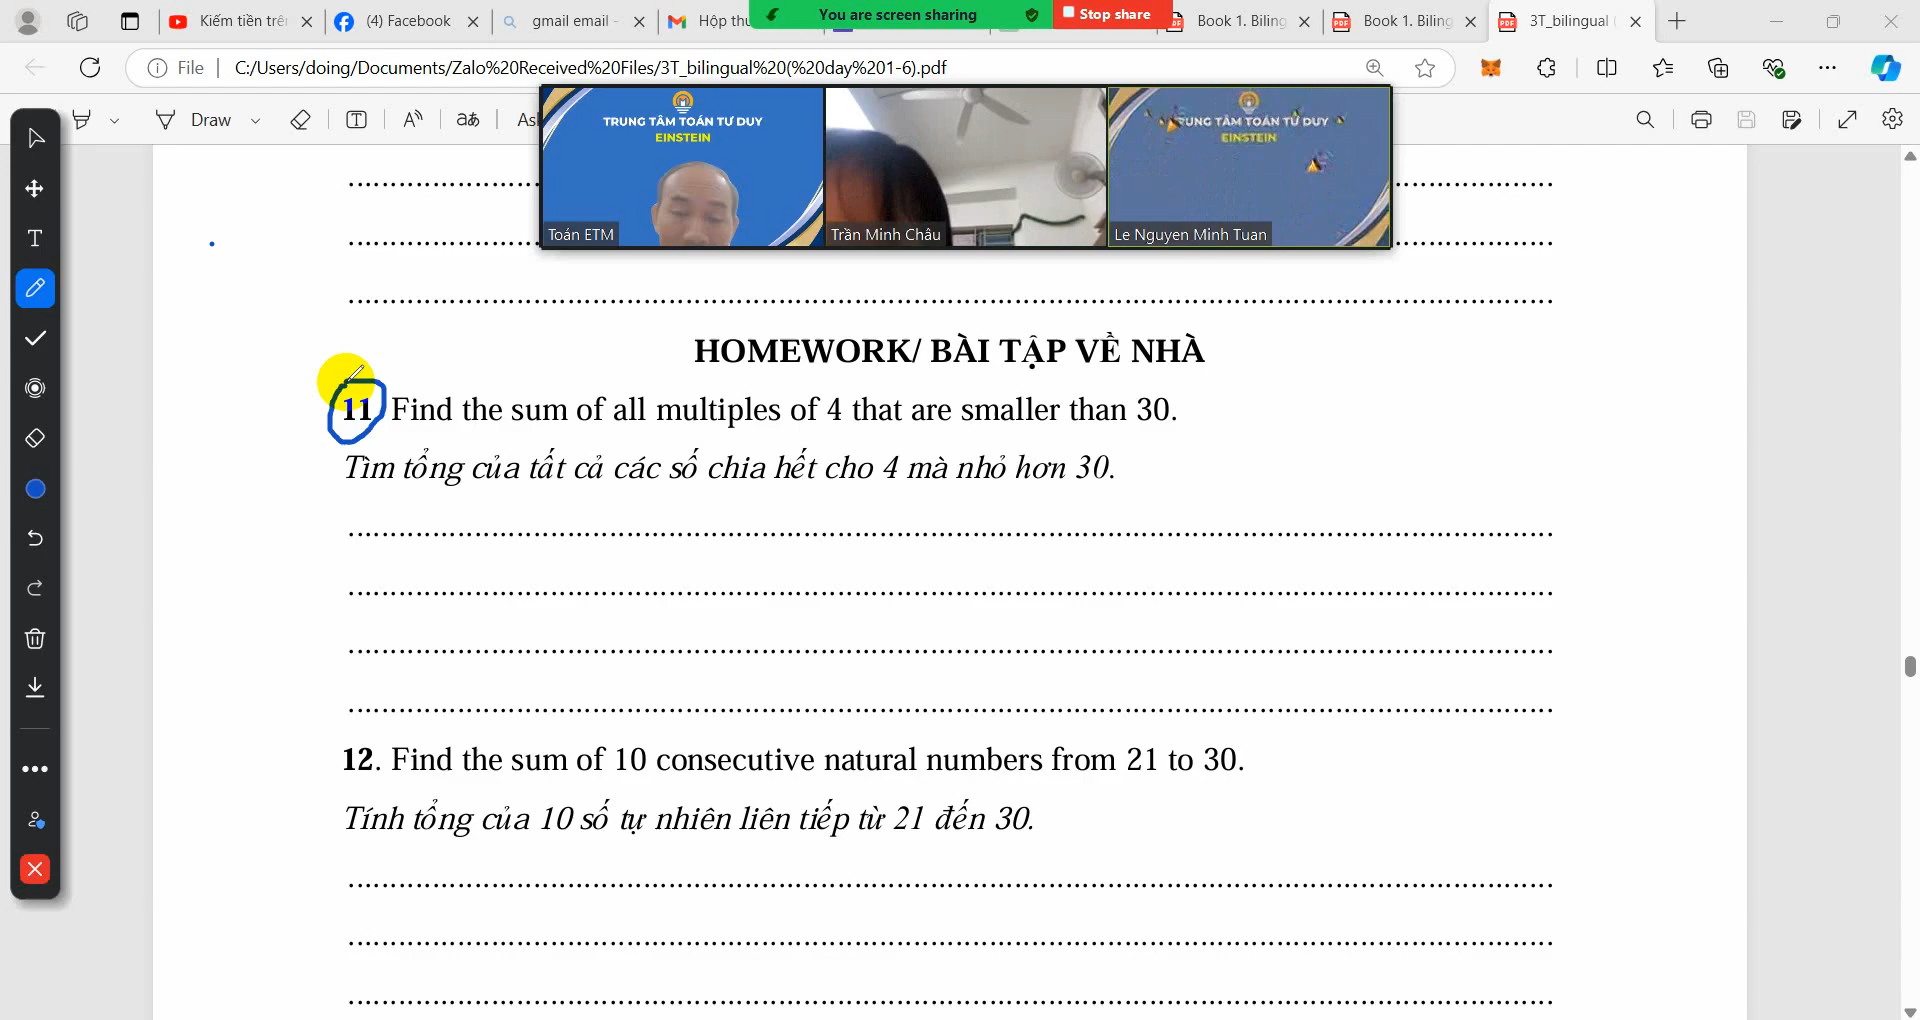 Kiếm tiền trê
(4) Facebook
gmail email -
Hộp thu
You are screen sharing
Stop share
Book 1. Biling
Book 1. Biling
3T_bilingual
File
C:/Users/doing/Documents/Zalo%20Received%20Files/3T_bilingual%20(%20day%201-6).pdf
Draw
As
TRUNG TÂM TOÁN TƯ DUY
EINSTEIN
Toán ETM
Trần Minh Châu
TRUNG TÂM TOÁN TƯ DUY
EINSTEIN
Le Nguyen Minh Tuan
HOMEWORK/ BÀI TẬP VỀ NHÀ
11. Find the sum of all multiples of 4 that are smaller than 30.
Tìm tổng của tất cả các số chia hết cho 4 mà nhỏ hơn 30.
12. Find the sum of 10 consecutive natural numbers from 21 to 30.
Tính tổng của 10 số tự nhiên liên tiếp từ 21 đến 30.